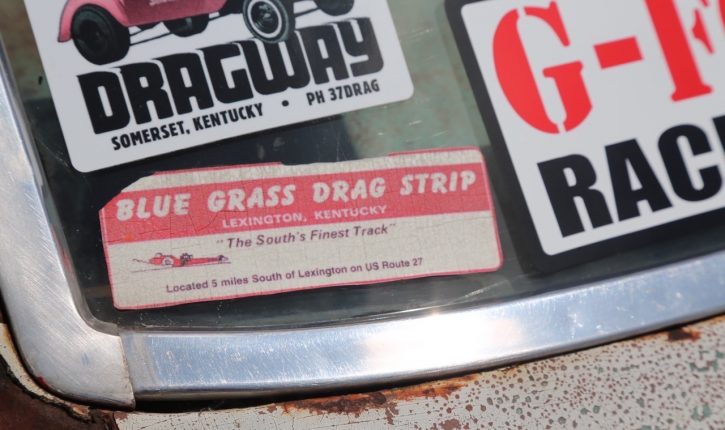 DRAGWAY
SOMERSET, KENTUCKY • PH 37DRAG
BLUE GRASS DRAG STRIP
LEXINGTON, KENTUCKY
"The South's Finest Track"
Located 5 miles South of Lexington on US Route 27
G-F
RAC